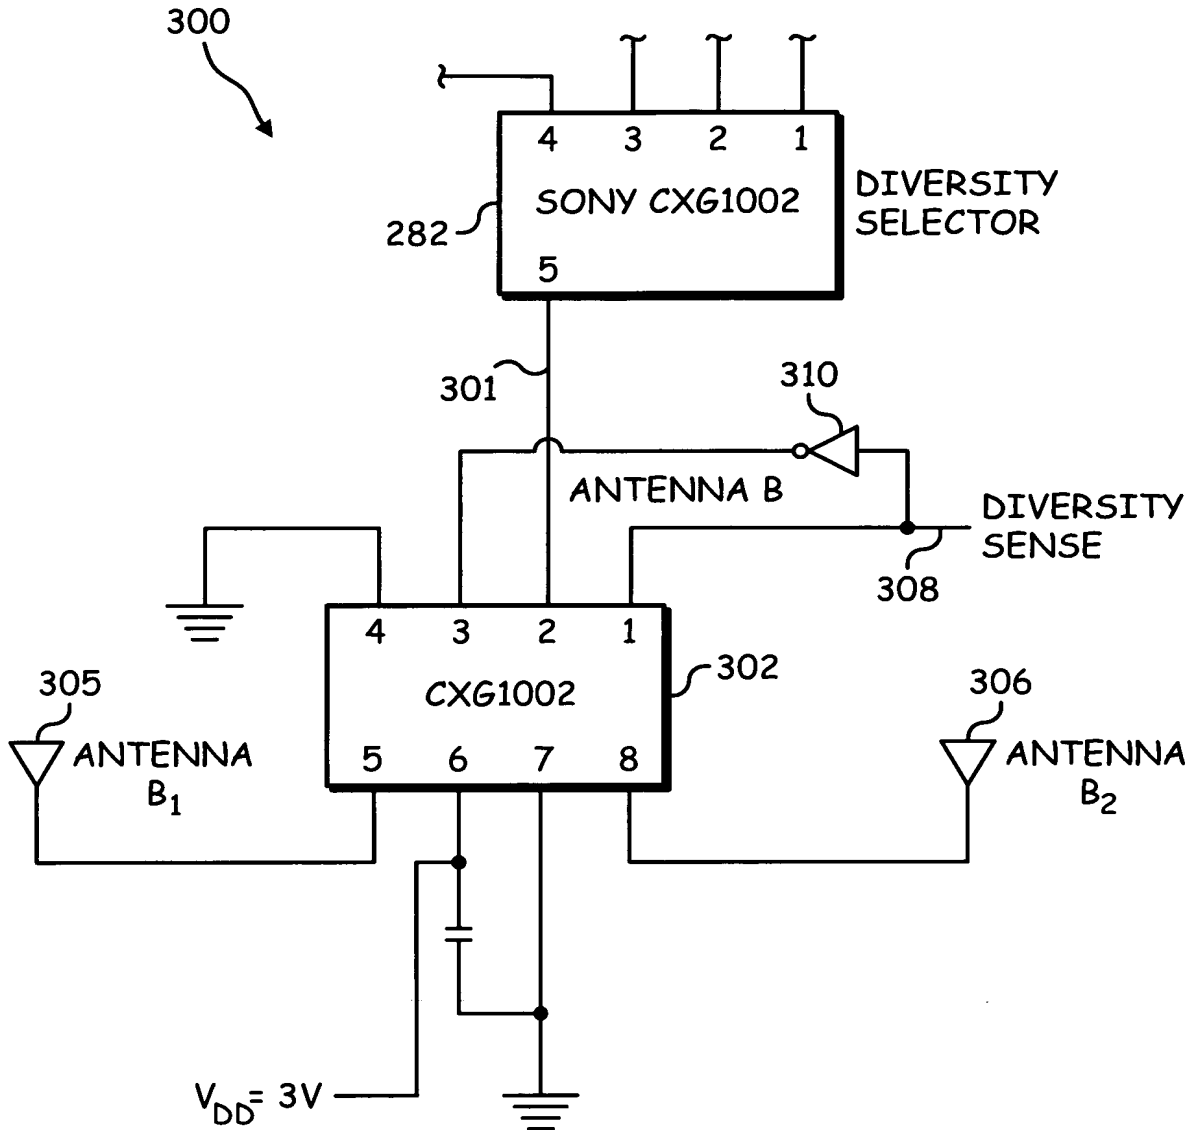 300
4 3 2 1
SONY CXG1002
DIVERSITY
SELECTOR
282
5
301
310
ANTENNA B
DIVERSITY
SENSE
308
4 3 2 1
302
CXG1002
305
306
5 6 7 8
ANTENNA
B1
ANTENNA
B2
VDD= 3V